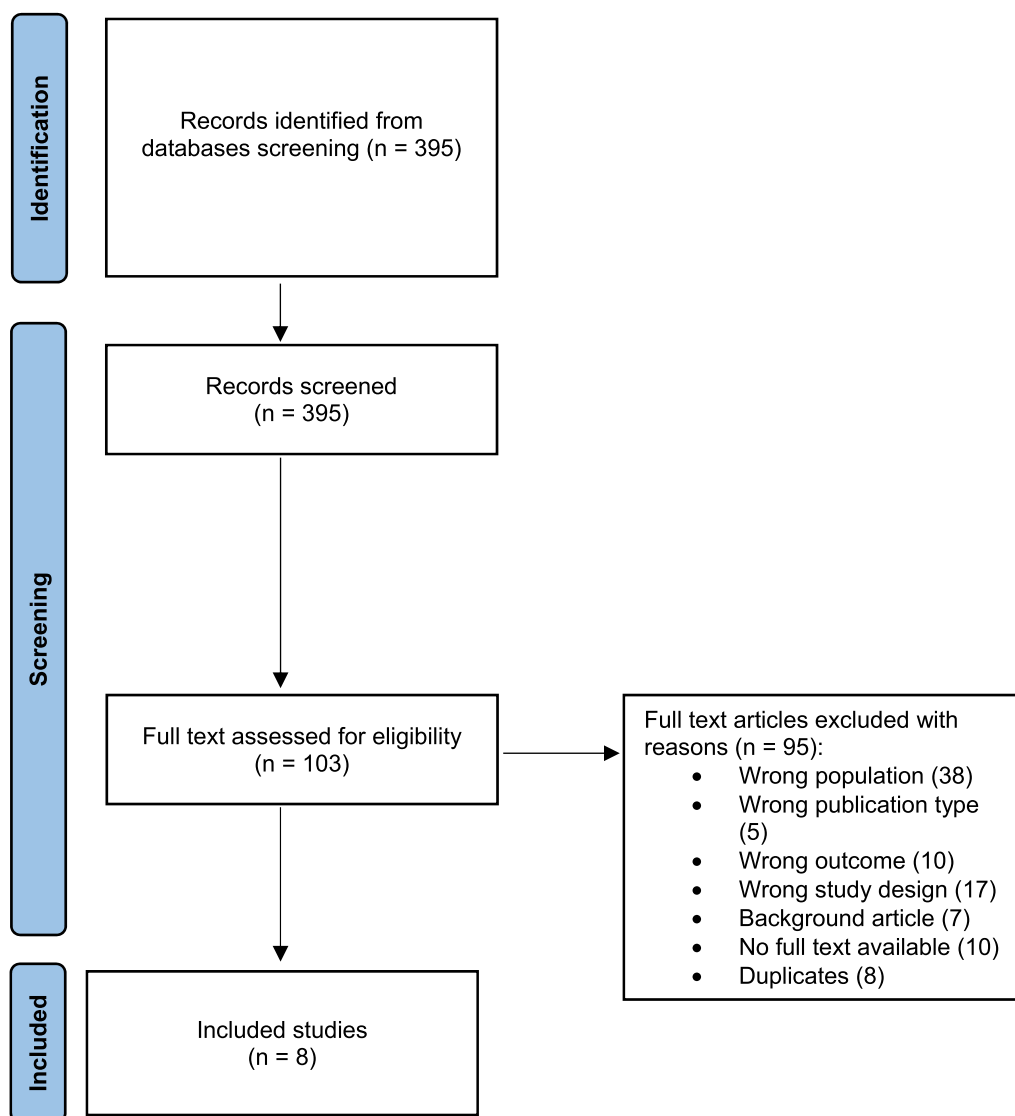 Identification
Records identified from
databases screening (n = 395)
Screening
Records screened
(n = 395)
Full text assessed for eligibility
(n = 103)
Full text articles excluded with
reasons (n = 95):
• Wrong population (38)
• Wrong publication type
(5)
• Wrong outcome (10)
• Wrong study design (17)
• Background article (7)
• No full text available (10)
• Duplicates (8)
Included
Included studies
(n = 8)